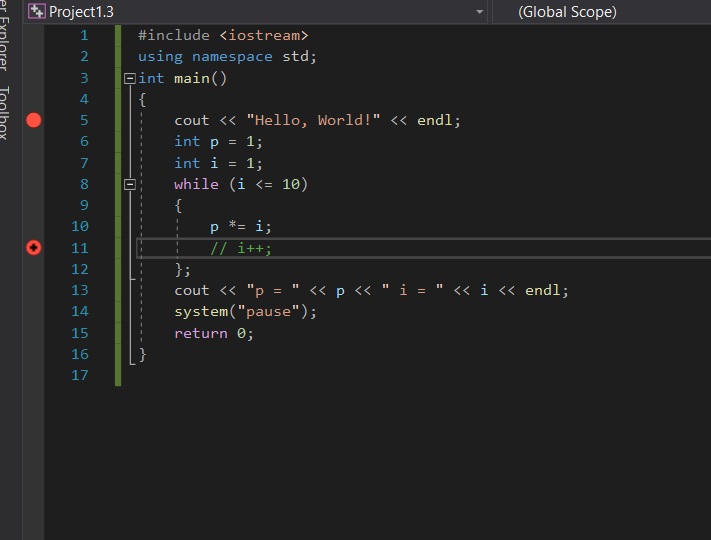 er Explorer
Toolbox
Project1.3 (Global Scope)
1 #include <iostream>
2 using namespace std;
3 int main()
4 {
5 cout << "Hello, World!" << endl;
6 int p = 1;
7 int i = 1;
8 while (i <= 10)
9 {
10 p *= i;
11 // i++;
12 };
13 cout << "p = " << p << " i = " << i << endl;
14 system("pause");
15 return 0;
16 }
17